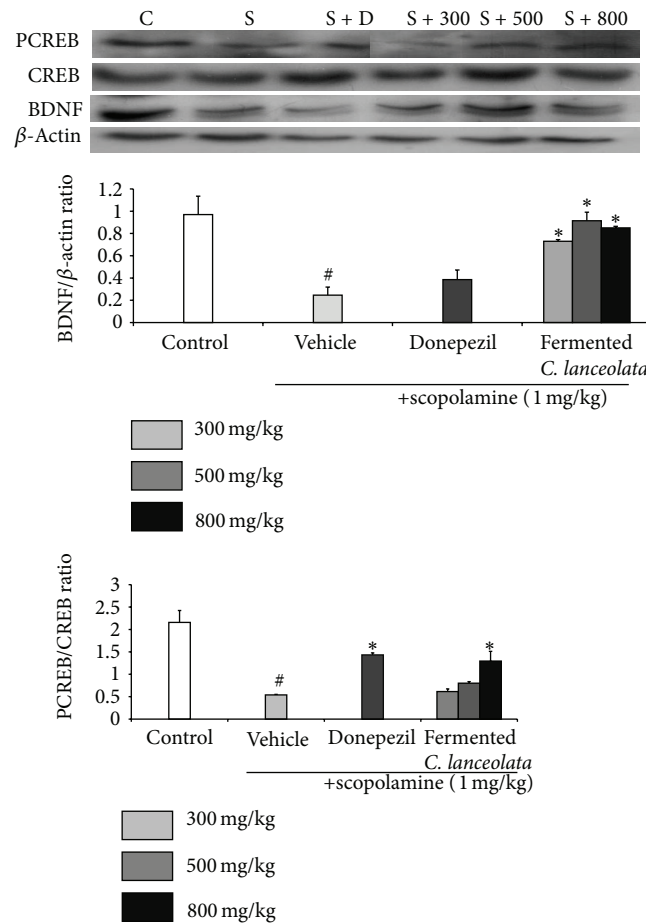 C S S + D S + 300 S + 500 S + 800
PCREB
CREB
BDNF
β-Actin
BDNF/β-actin ratio
1.2
1
0.8
0.6
0.4
0.2
0
#
*
*
*
Control Vehicle Donepezil Fermented
C. lanceolata
+scopolamine (1 mg/kg)
300 mg/kg
500 mg/kg
800 mg/kg
PCREB/CREB ratio
3
2.5
2
1.5
1
0.5
0
#
*
*
Control Vehicle Donepezil Fermented
C. lanceolata
+scopolamine (1 mg/kg)
300 mg/kg
500 mg/kg
800 mg/kg